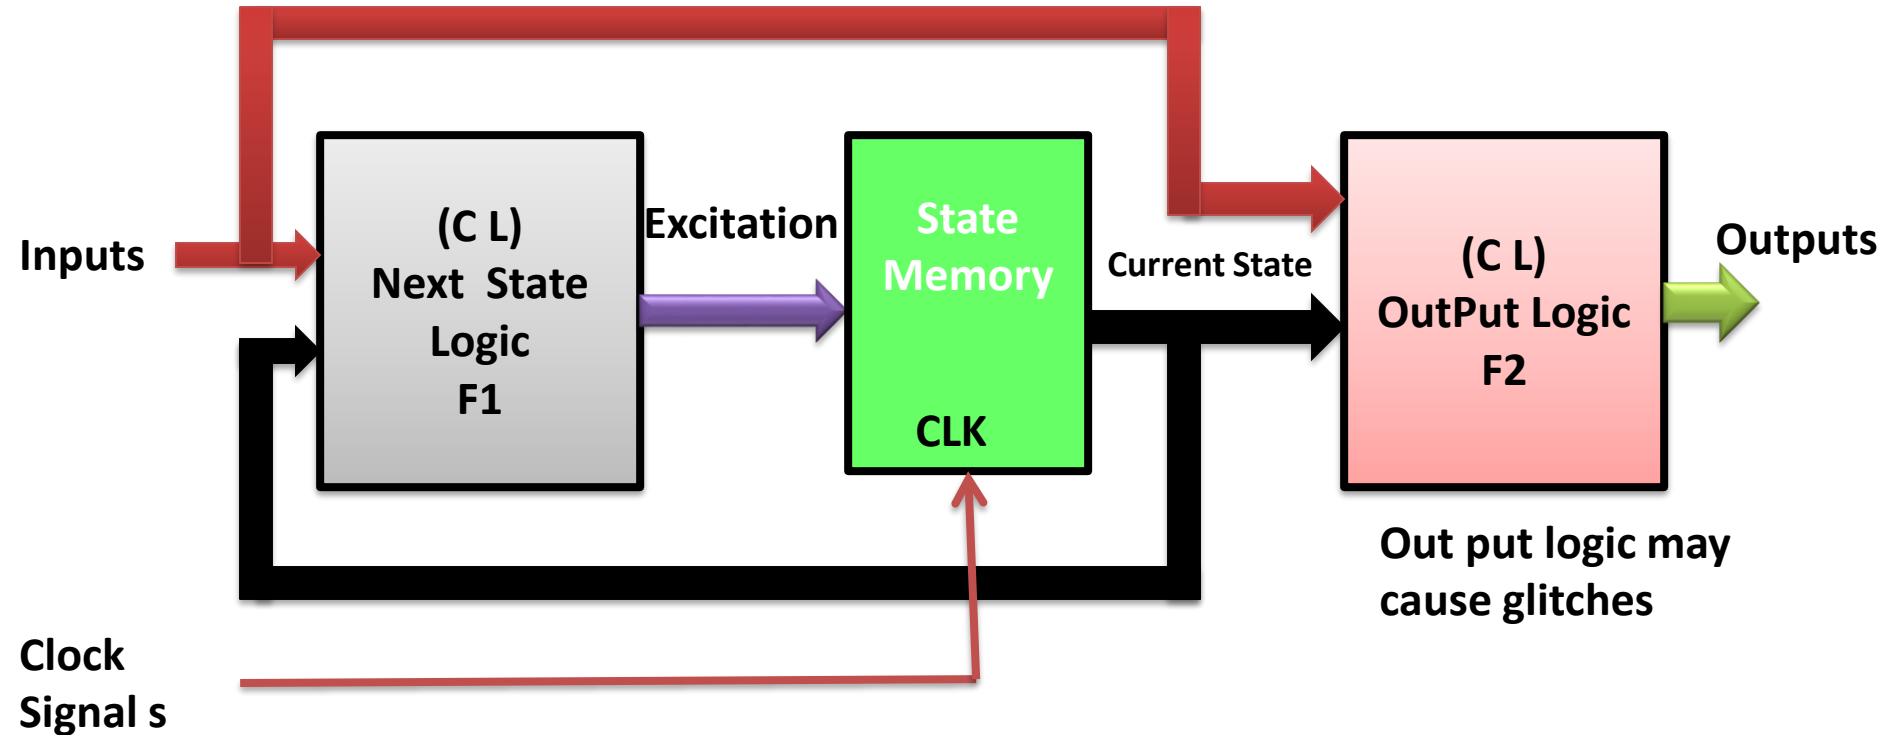 Inputs
(C L)
Next State
Logic
F1
Excitation
State
Memory
CLK
Current State
(C L)
OutPut Logic
F2
Outputs
Out put logic may
cause glitches
Clock
Signal s